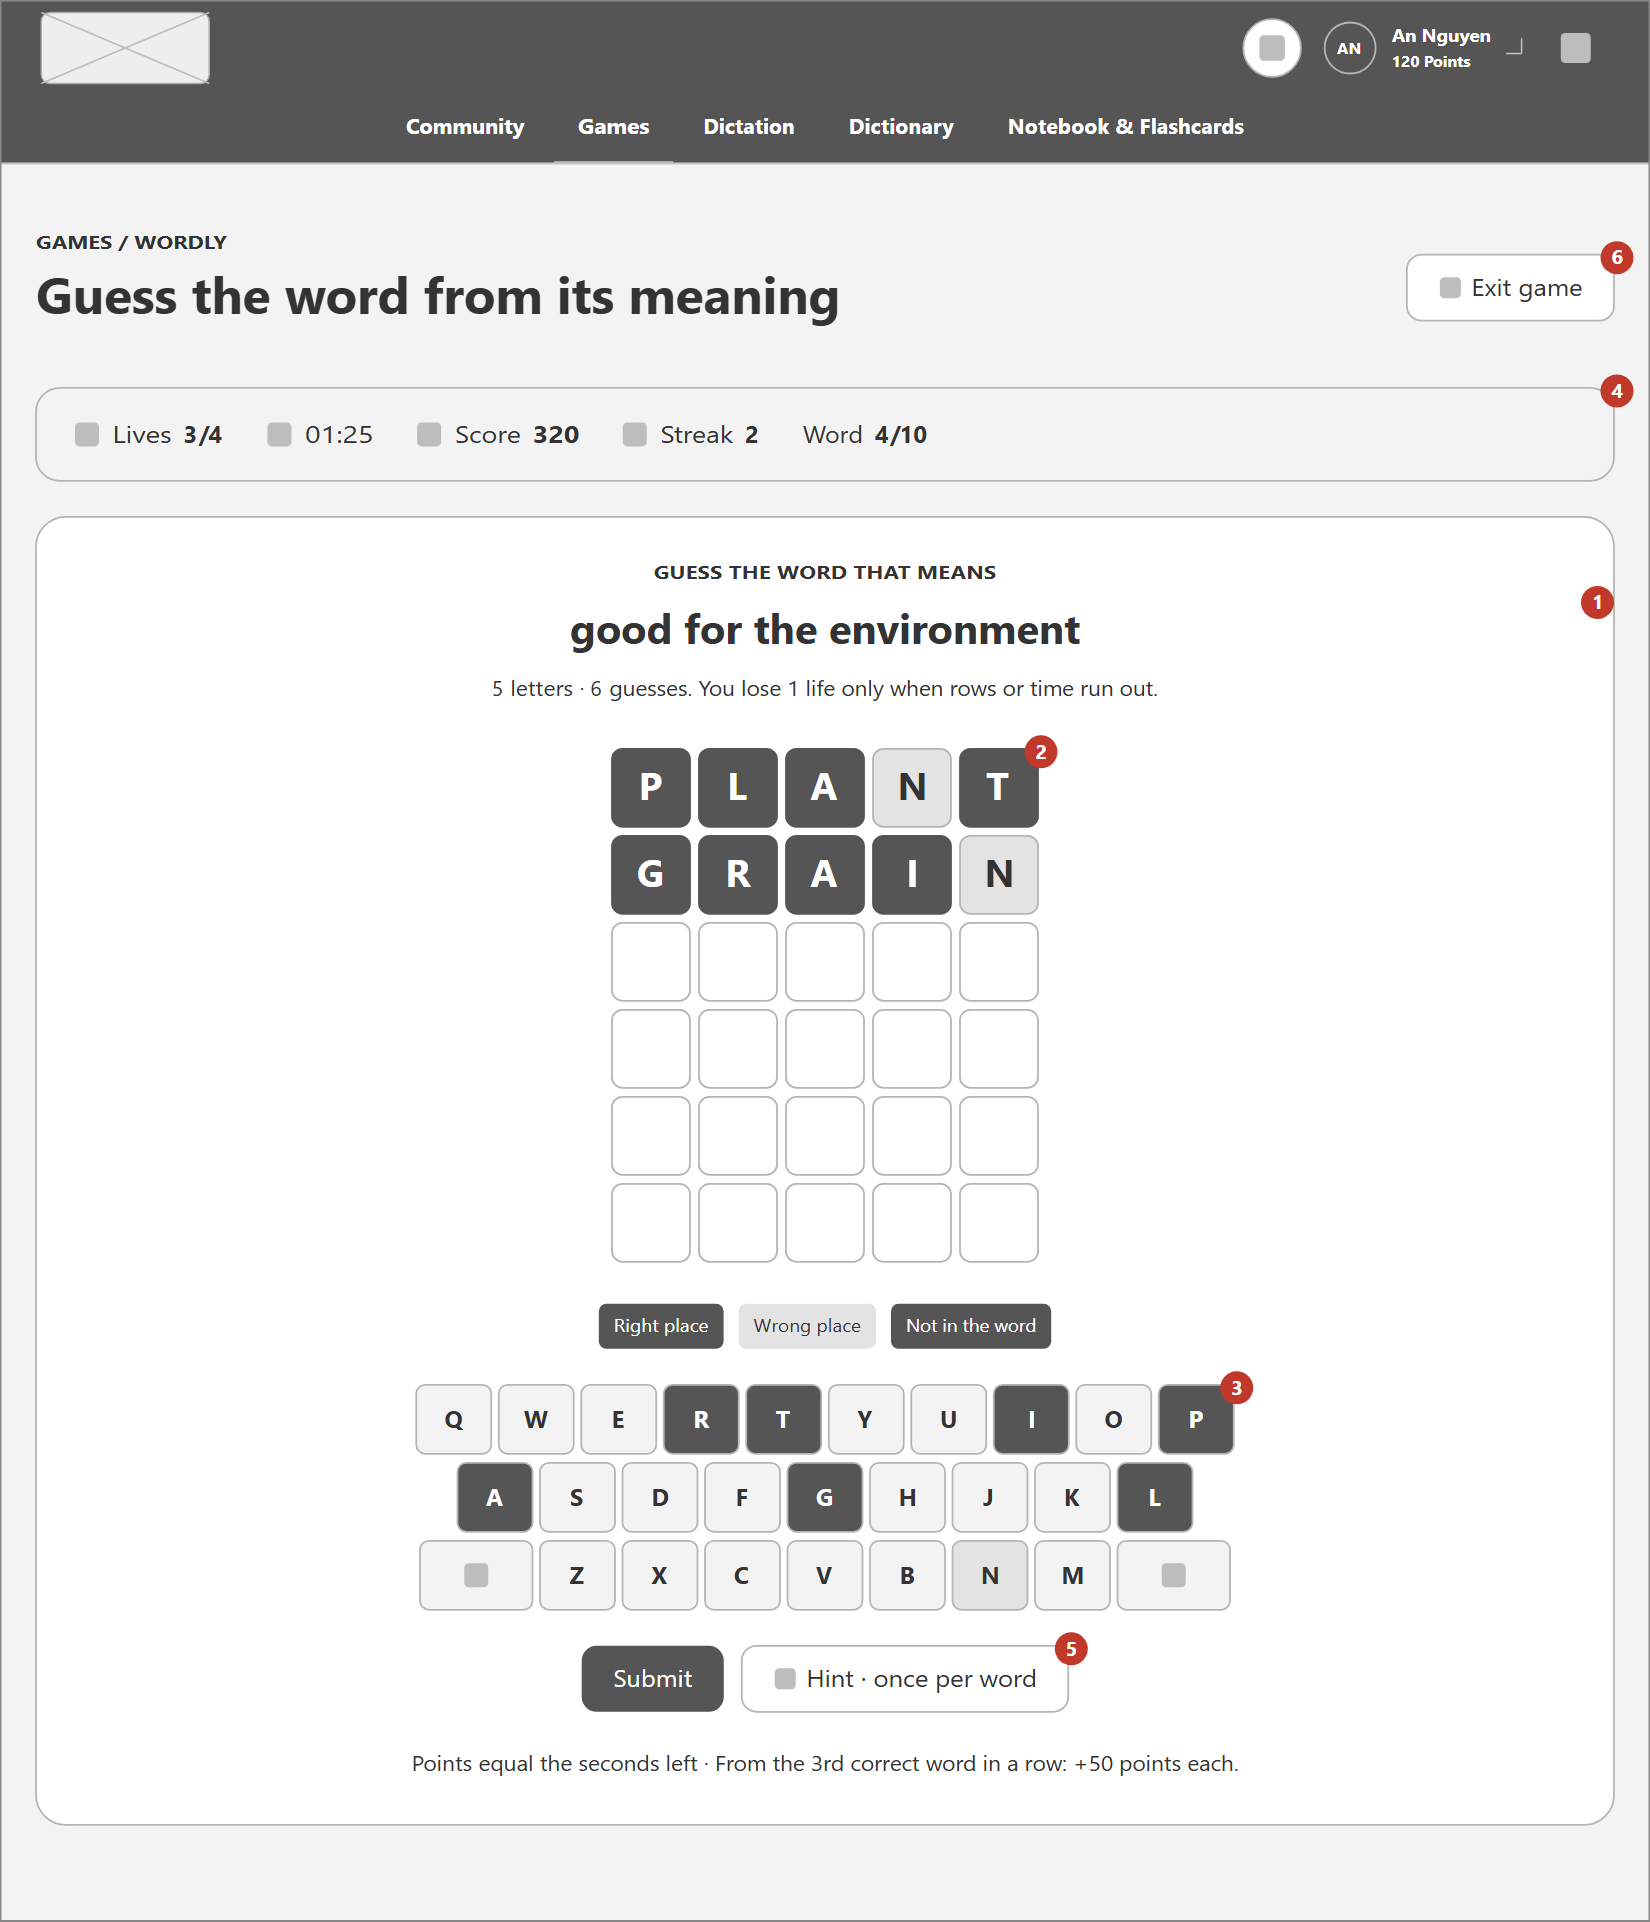 AN
An Nguyen
120 Points
Community Games Dictation Dictionary Notebook & Flashcards
GAMES / WORDLY
Guess the word from its meaning
6
Exit game
4
Lives 3/4 01:25 Score 320 Streak 2 Word 4/10
GUESS THE WORD THAT MEANS
1
good for the environment
5 letters · 6 guesses. You lose 1 life only when rows or time run out.
2
P L A N T
G R A I N
Right place Wrong place Not in the word
3
Q W E R T Y U I O P
A S D F G H J K L
Z X C V B N M
5
Submit Hint · once per word
Points equal the seconds left · From the 3rd correct word in a row: +50 points each.